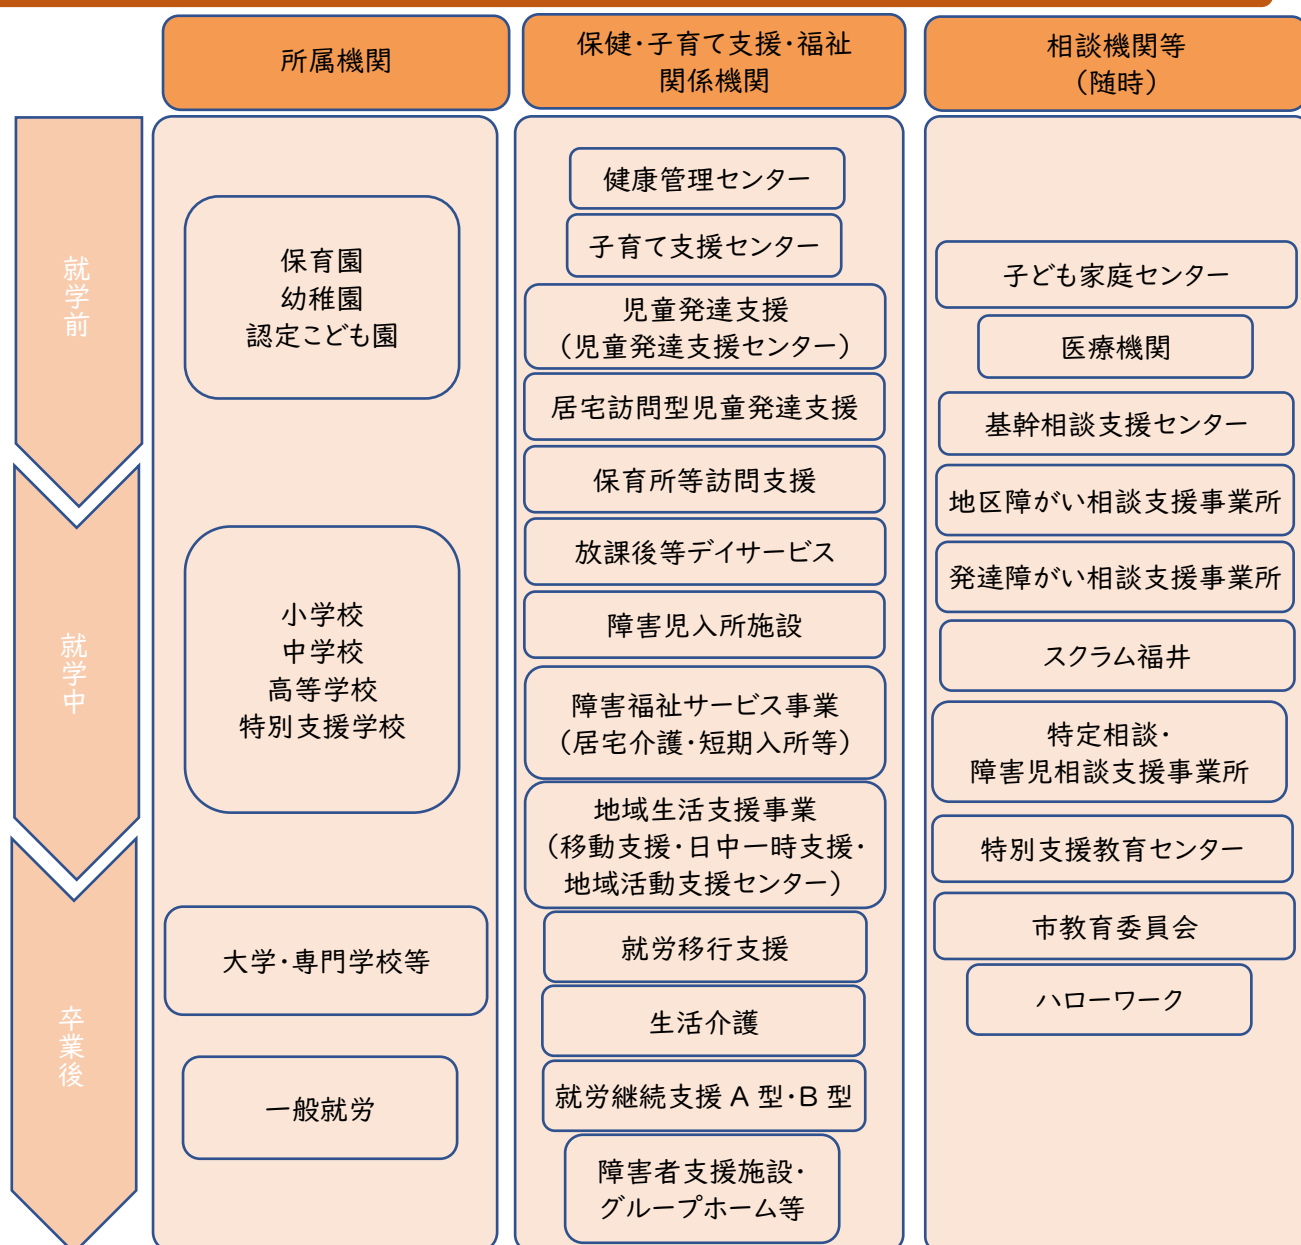 所属機関
保健・子育て支援・福祉
関係機関
相談機関等
（随時）
就学前
就学中
卒業後
保育園
幼稚園
認定こども園
小学校
中学校
高等学校
特別支援学校
大学・専門学校等
一般就労
健康管理センター
子育て支援センター
児童発達支援
（児童発達支援センター）
居宅訪問型児童発達支援
保育所等訪問支援
放課後等デイサービス
障害児入所施設
障害福祉サービス事業
（居宅介護・短期入所等）
地域生活支援事業
（移動支援・日中一時支援・
地域活動支援センター）
就労移行支援
生活介護
就労継続支援 A 型・B 型
障害者支援施設・
グループホーム等
子ども家庭センター
医療機関
基幹相談支援センター
地区障がい相談支援事業所
発達障がい相談支援事業所
スクラム福井
特定相談・
障害児相談支援事業所
特別支援教育センター
市教育委員会
ハローワーク